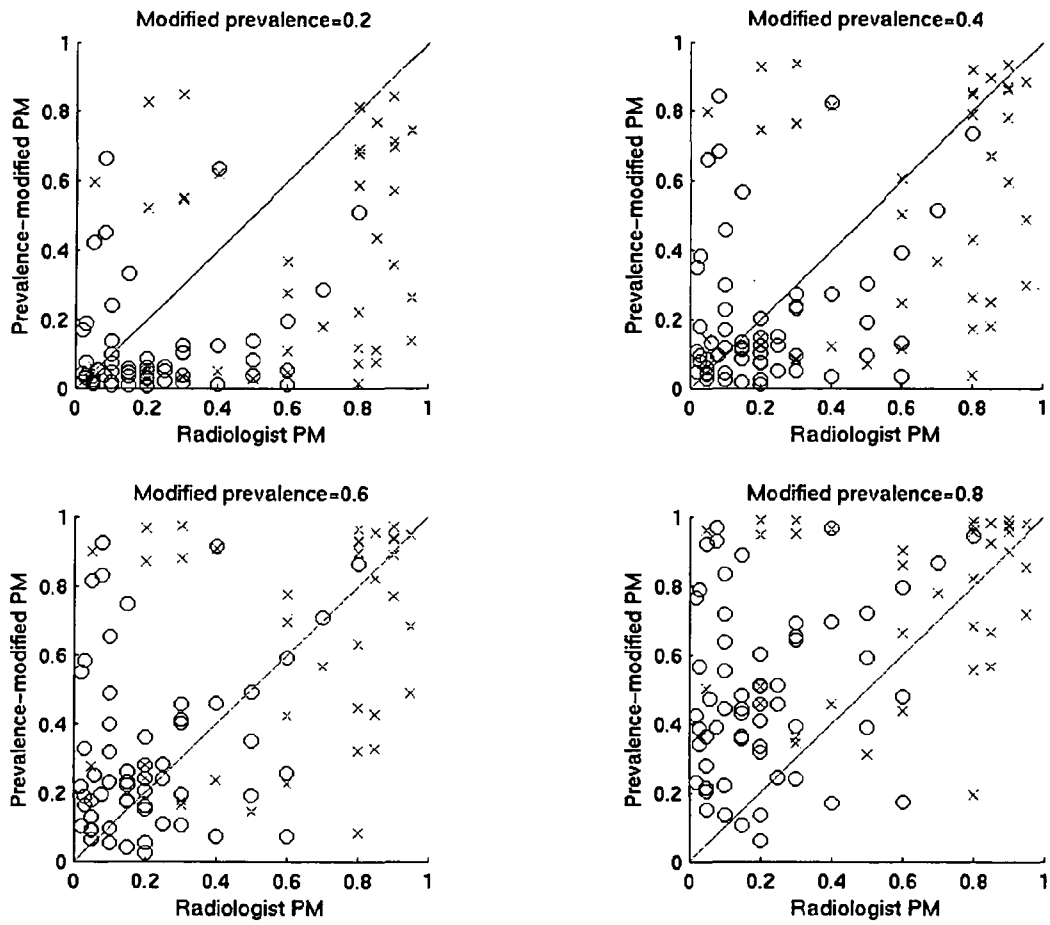 Modified prevalence=0.2
1
0.8
0.6
0.4
0.2
0
Prevalence-modified PM
0 0.2 0.4 0.6 0.8 1
Radiologist PM
Modified prevalence=0.4
1
0.8
0.6
0.4
0.2
0
Prevalence-modified PM
0 0.2 0.4 0.6 0.8 1
Radiologist PM
Modified prevalence=0.6
1
0.8
0.6
0.4
0.2
0
Prevalence-modified PM
0 0.2 0.4 0.6 0.8 1
Radiologist PM
Modified prevalence=0.8
1
0.8
0.6
0.4
0.2
0
Prevalence-modified PM
0 0.2 0.4 0.6 0.8 1
Radiologist PM